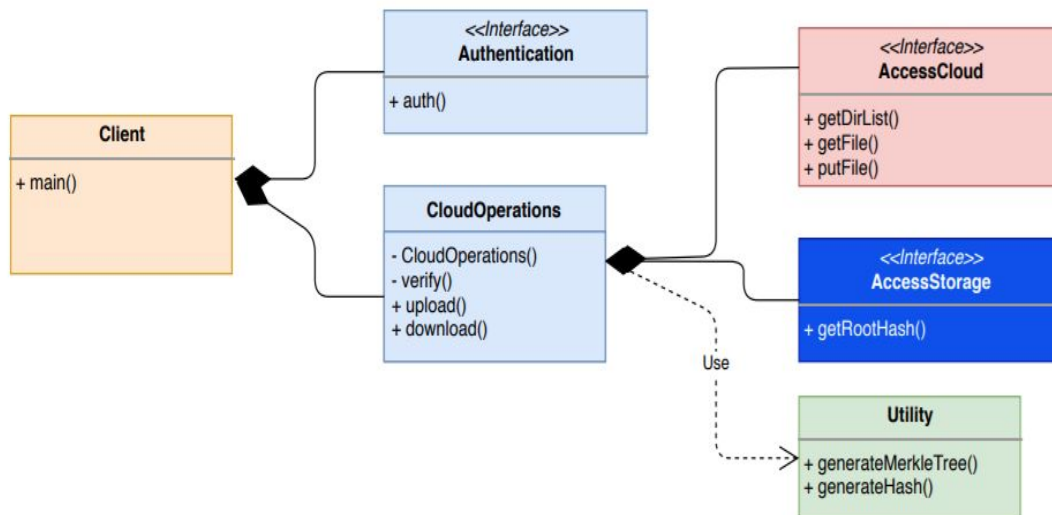 Client
+ main()
<<Interface>>
Authentication
+ auth()
CloudOperations
- CloudOperations()
- verify()
+ upload()
+ download()
<<Interface>>
AccessCloud
+ getDirList()
+ getFile()
+ putFile()
<<Interface>>
AccessStorage
+ getRootHash()
Use
Utility
+ generateMerkleTree()
+ generateHash()